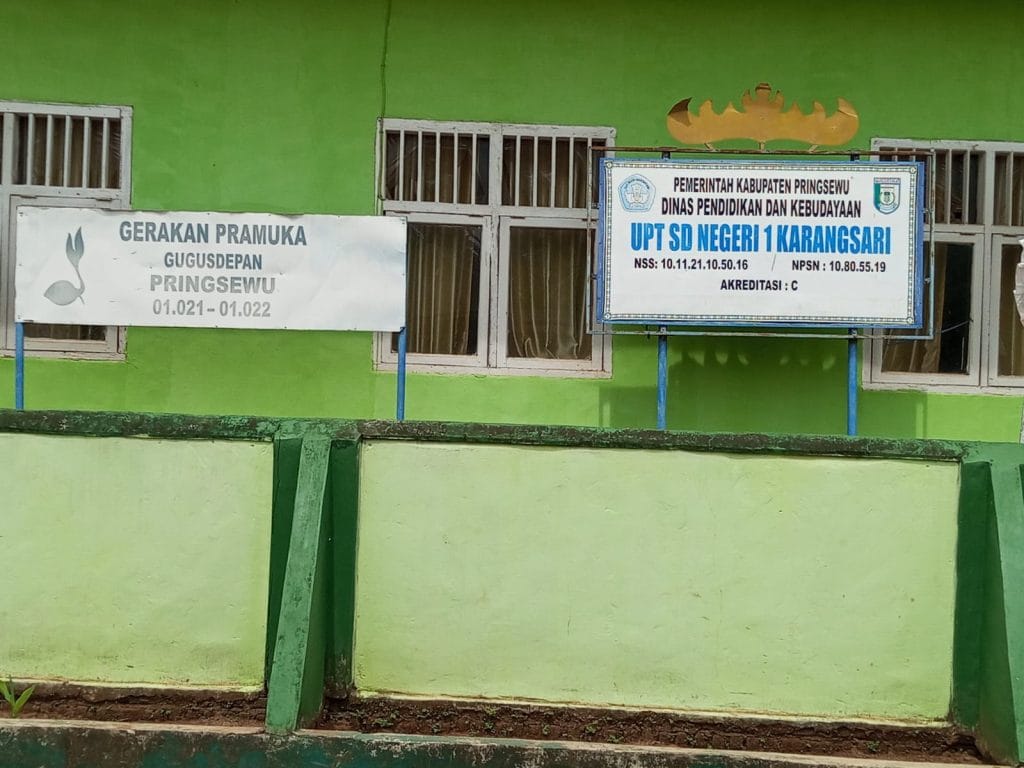 GERAKAN PRAMUKA
GUGUSDEPAN
PRINGSEWU
01.021 – 01.022
PEMERINTAH KABUPATEN PRINGSEWU
DINAS PENDIDIKAN DAN KEBUDAYAAN
UPT SD NEGERI 1 KARANGSARI
NSS: 10.11.21.10.50.16 / NPSN : 10.80.55.19
AKREDITASI : C